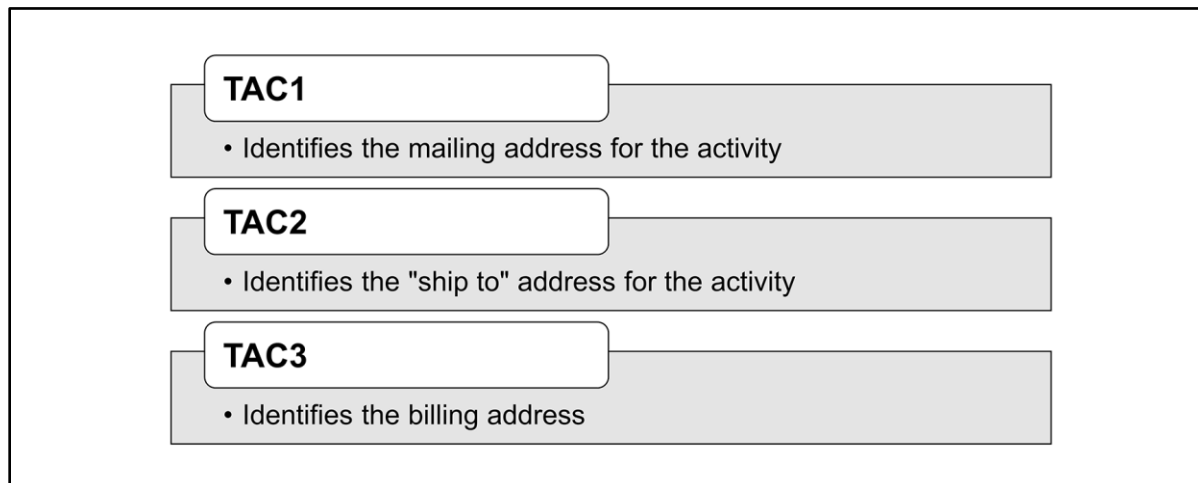 TAC1
• Identifies the mailing address for the activity
TAC2
• Identifies the "ship to" address for the activity
TAC3
• Identifies the billing address